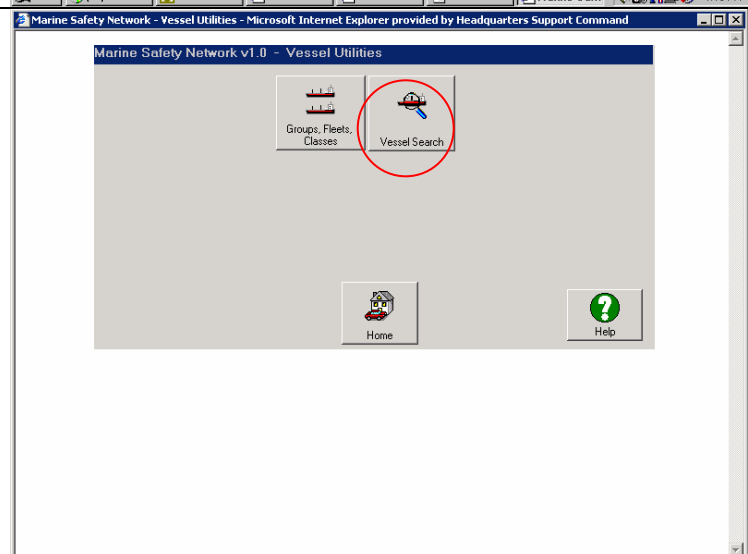 Marine Safety Network - Vessel Utilities - Microsoft Internet Explorer provided by Headquarters Support Command
Marine Safety Network v1.0 - Vessel Utilities
Groups, Fleets,
Classes
Vessel Search
Home
Help